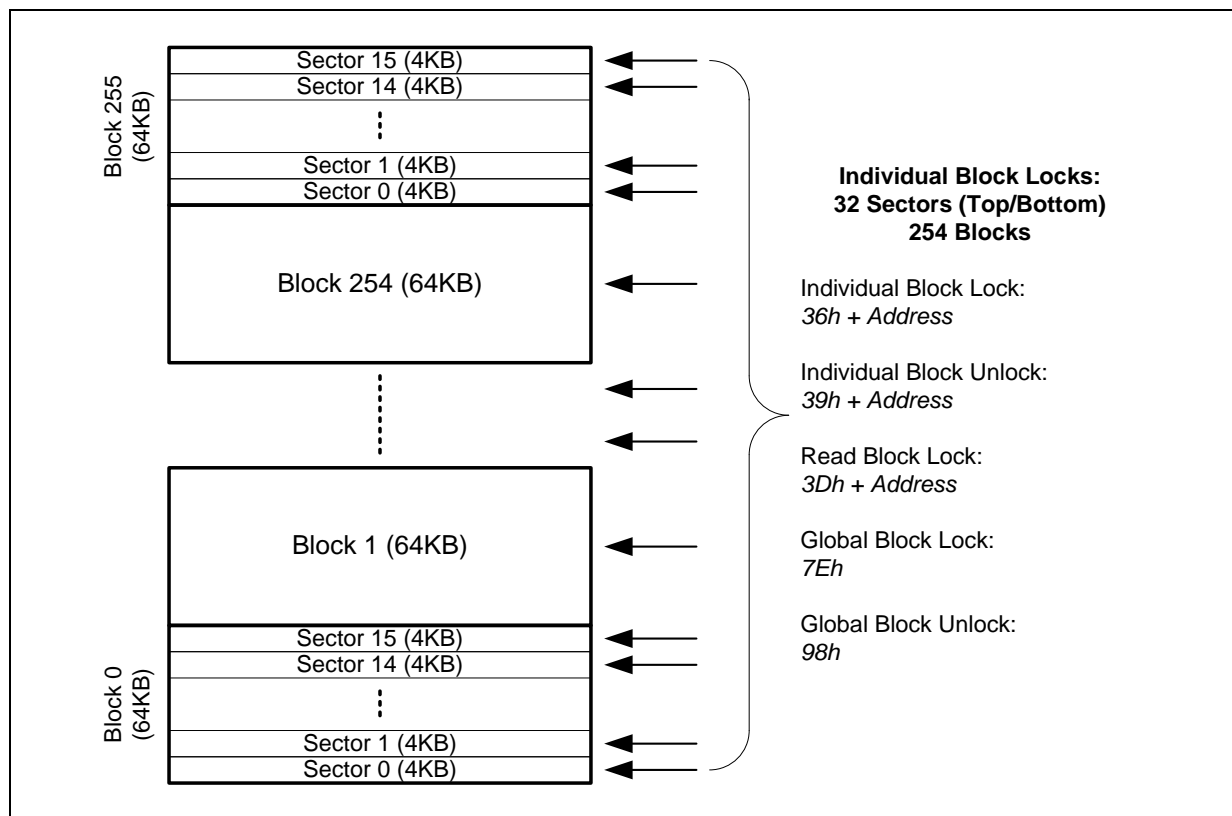 Block 255
(64KB)
Sector 15 (4KB)
Sector 14 (4KB)
Sector 1 (4KB)
Sector 0 (4KB)
Block 254 (64KB)
Block 1 (64KB)
Block 0
(64KB)
Sector 15 (4KB)
Sector 14 (4KB)
Sector 1 (4KB)
Sector 0 (4KB)
Individual Block Locks:
32 Sectors (Top/Bottom)
254 Blocks
Individual Block Lock:
36h + Address
Individual Block Unlock:
39h + Address
Read Block Lock:
3Dh + Address
Global Block Lock:
7Eh
Global Block Unlock:
98h